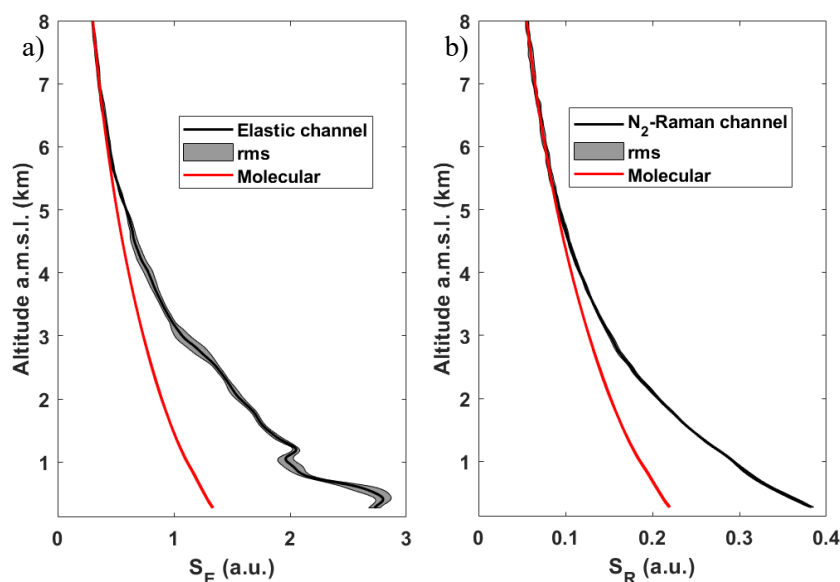 a)
8
7
6
5
4
3
2
1
Altitude a.m.s.l. (km)
Elastic channel
rms
Molecular
0
1
2
3
S_E (a.u.)
b)
8
7
6
5
4
3
2
1
Altitude a.m.s.l. (km)
N₂-Raman channel
rms
Molecular
0
0.1
0.2
0.3
0.4
S_R (a.u.)